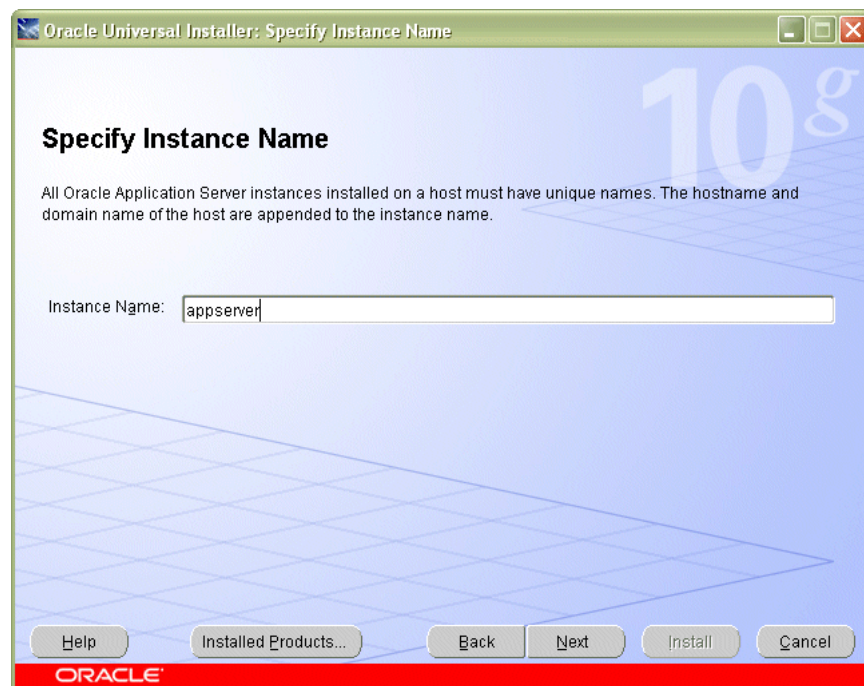 Oracle Universal Installer: Specify Instance Name
10g
Specify Instance Name
All Oracle Application Server instances installed on a host must have unique names. The hostname and
domain name of the host are appended to the instance name.
Instance Name: appserver
Help Installed Products... Back Next Install Cancel
ORACLE